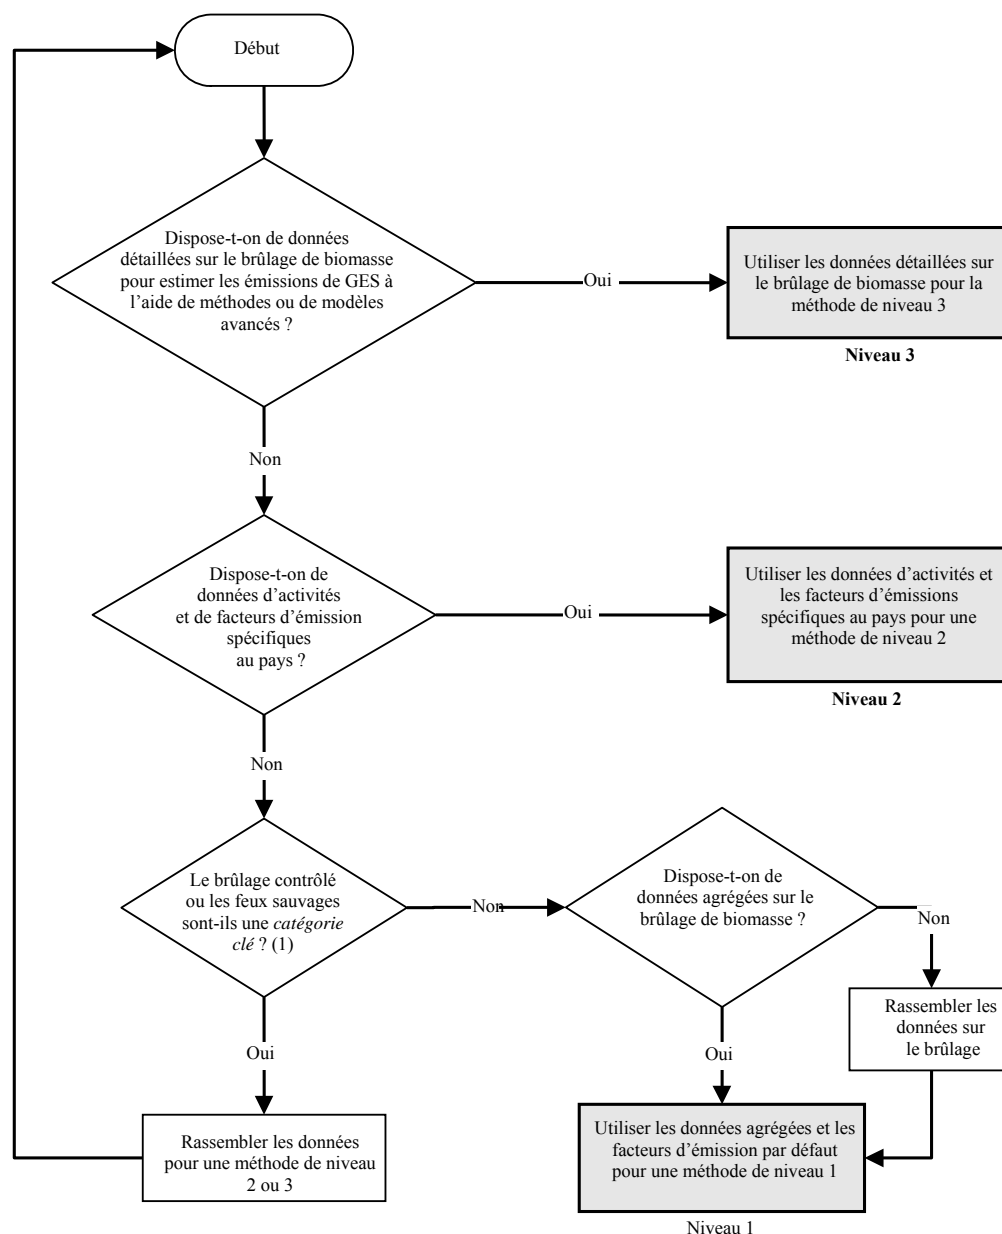 Début
Dispose-t-on de données
détaillées sur le brûlage de biomasse
pour estimer les émissions de GES à
l’aide de méthodes ou de modèles
avancés ?
Oui
Utiliser les données détaillées sur
le brûlage de biomasse pour la
méthode de niveau 3
Niveau 3
Non
Dispose-t-on de
données d’activités
et de facteurs d’émission
spécifiques
au pays ?
Oui
Utiliser les données d’activités et
les facteurs d’émissions
spécifiques au pays pour une
méthode de niveau 2
Niveau 2
Non
Le brûlage contrôlé
ou les feux sauvages
sont-ils une catégorie
clé ? (1)
Non
Dispose-t-on de
données agrégées sur le
brûlage de biomasse ?
Non
Rassembler les
données sur
le brûlage
Oui
Oui
Rassembler les données
pour une méthode de niveau
2 ou 3
Utiliser les données agrégées et les
facteurs d’émission par défaut
pour une méthode de niveau 1
Niveau 1